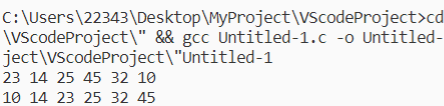 C:\Users\22343\Desktop\MyProject\VScodeProject>cd
\VScodeProject\" && gcc Untitled-1.c -o Untitled-
ject\VScodeProject\"Untitled-1
23 14 25 45 32 10
10 14 23 25 32 45